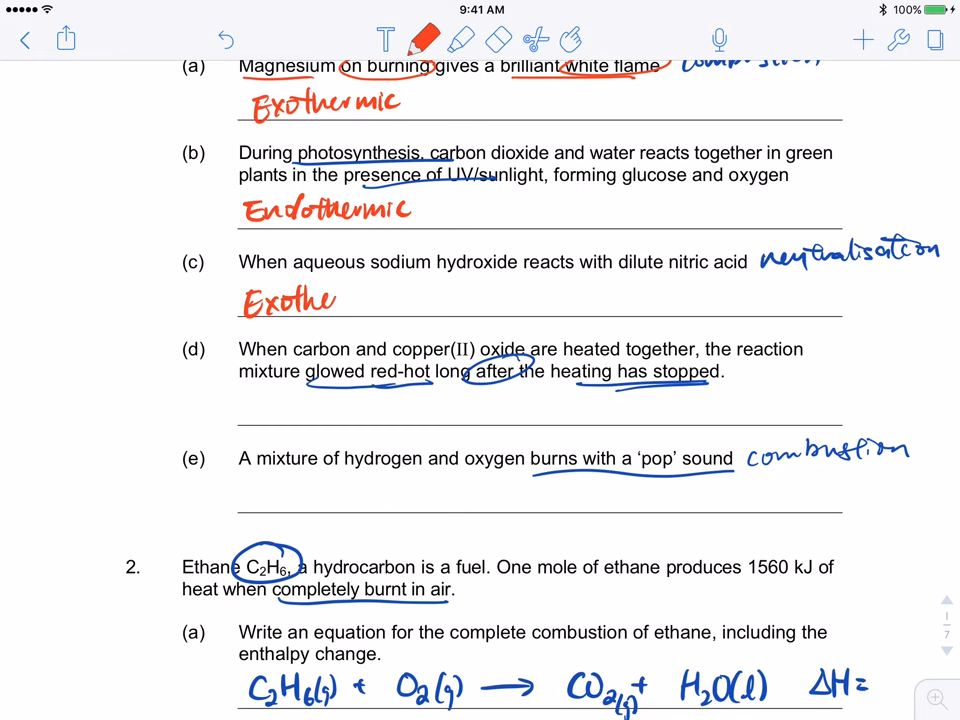 9:41 AM
100%
T
(a) Magnesium on burning gives a brilliant white flame combustion
Exothermic
(b) During photosynthesis, carbon dioxide and water reacts together in green
plants in the presence of UV/sunlight, forming glucose and oxygen
Endothermic
(c) When aqueous sodium hydroxide reacts with dilute nitric acid neutralisation
Exothe
(d) When carbon and copper(II) oxide are heated together, the reaction
mixture glowed red-hot long after the heating has stopped.
(e) A mixture of hydrogen and oxygen burns with a ‘pop’ sound combustion
2. Ethane C₂H₆, a hydrocarbon is a fuel. One mole of ethane produces 1560 kJ of
heat when completely burnt in air.
(a) Write an equation for the complete combustion of ethane, including the
enthalpy change.
C₂H₆(g) + O₂(g) → CO₂(g) + H₂O(l) ΔH=
1
7